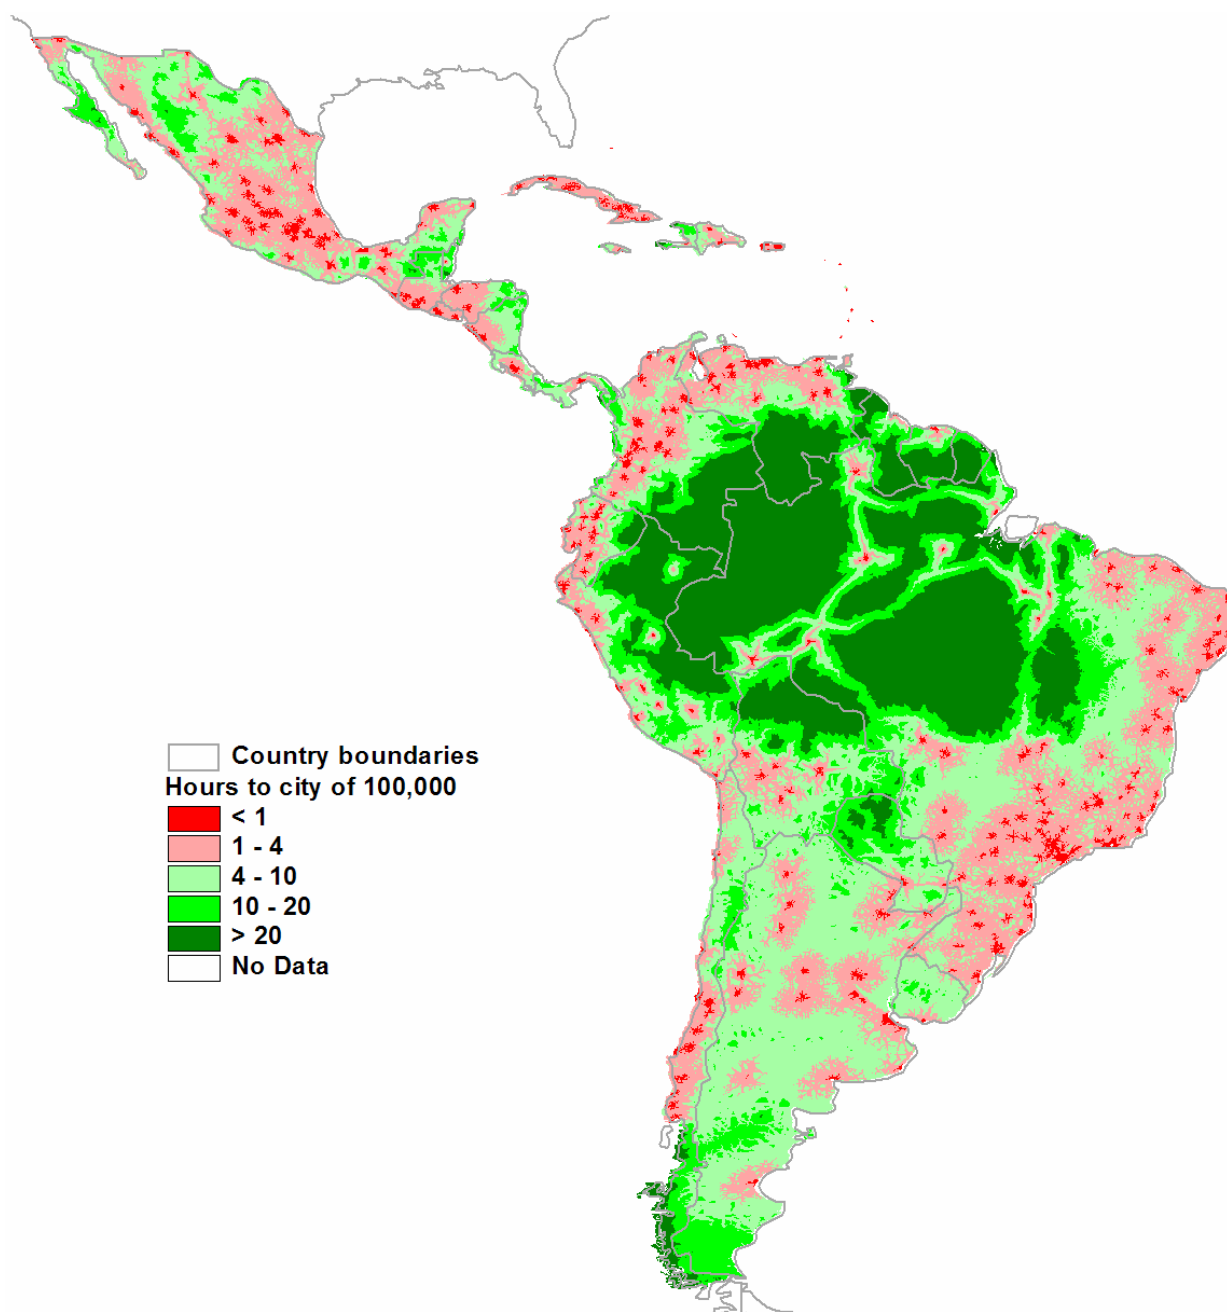 Country boundaries
Hours to city of 100,000
< 1
1 - 4
4 - 10
10 - 20
> 20
No Data